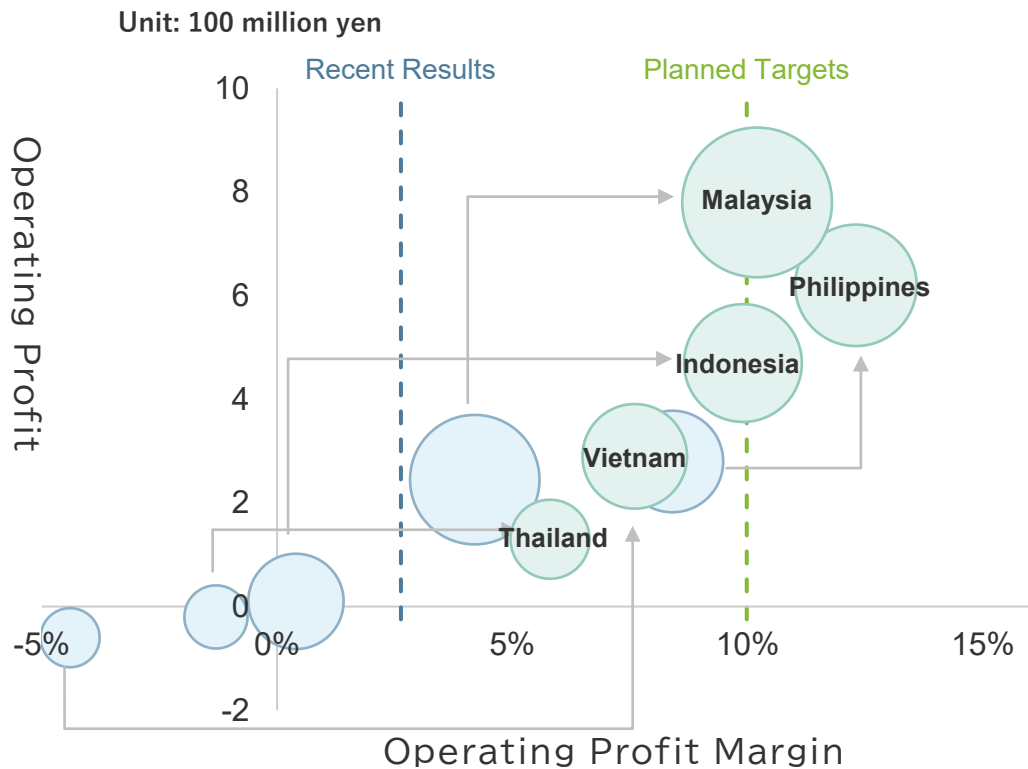 Unit: 100 million yen
Recent Results
Planned Targets
10
8
6
4
2
0
-2
Operating Profit
Malaysia
Philippines
Indonesia
Vietnam
Thailand
-5%
0%
5%
10%
15%
Operating Profit Margin